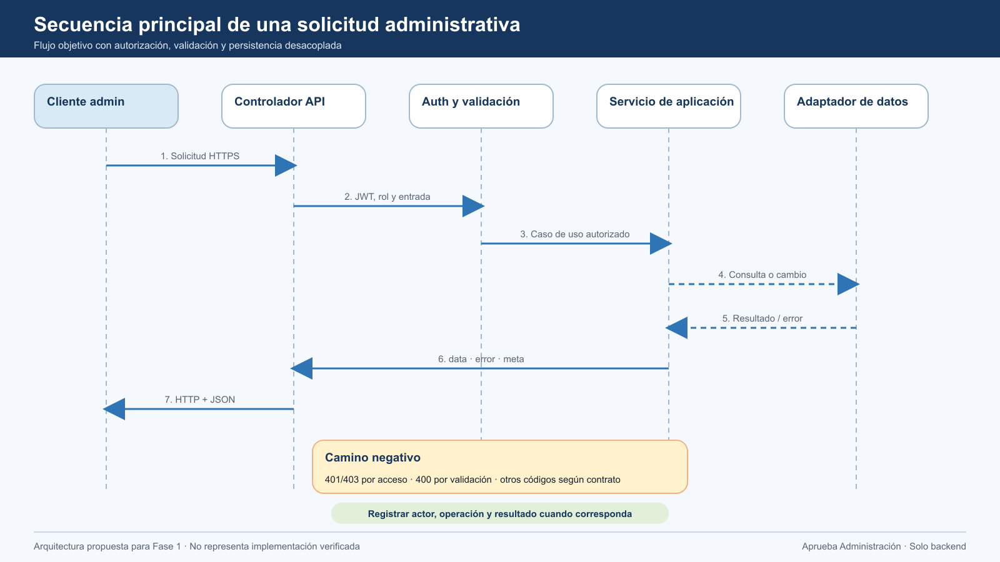 Secuencia principal de una solicitud administrativa
Flujo objetivo con autorización, validación y persistencia desacoplada
Cliente admin
Controlador API
Auth y validación
Servicio de aplicación
Adaptador de datos
1. Solicitud HTTPS
2. JWT, rol y entrada
3. Caso de uso autorizado
4. Consulta o cambio
5. Resultado / error
6. data · error · meta
7. HTTP + JSON
Camino negativo
401/403 por acceso · 400 por validación · otros códigos según contrato
Registrar actor, operación y resultado cuando corresponda
Arquitectura propuesta para Fase 1 · No representa implementación verificada
Aprueba Administración · Solo backend